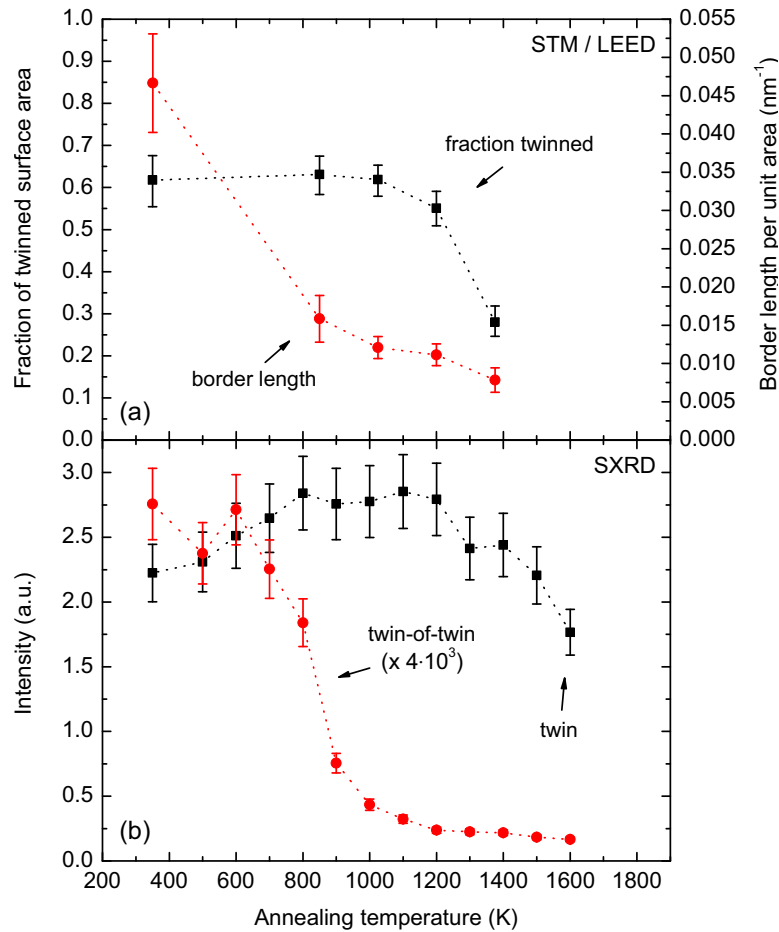 STM / LEED
Fraction of twinned surface area
1.0
0.9
0.8
0.7
0.6
0.5
0.4
0.3
0.2
0.1
0.0
fraction twinned
border length
(a)
0.055
0.050
0.045
0.040
0.035
0.030
0.025
0.020
0.015
0.010
0.005
0.000
Border length per unit area (nm⁻¹)
SXRD
Intensity (a.u.)
3.0
2.5
2.0
1.5
1.0
0.5
0.0
twin-of-twin
(x 4·10³)
twin
(b)
200 400 600 800 1000 1200 1400 1600 1800
Annealing temperature (K)